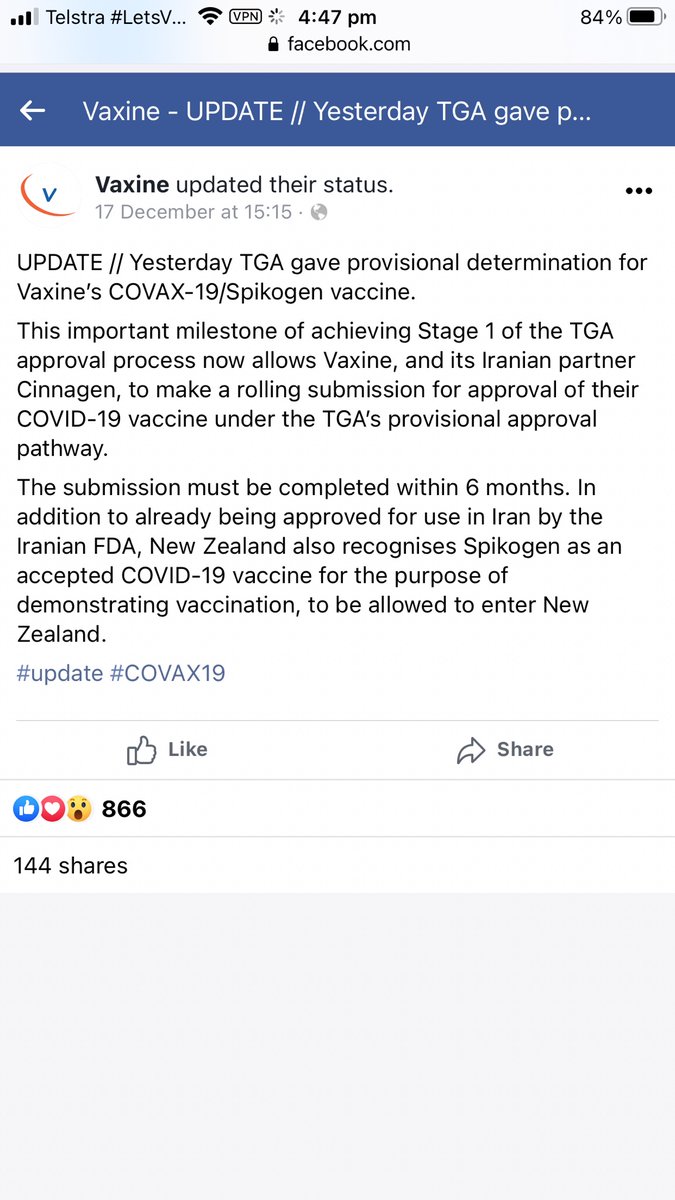 Telstra #LetsV... VPN 4:47 pm 84%
facebook.com
Vaxine - UPDATE // Yesterday TGA gave p...
V
Vaxine updated their status.
17 December at 15:15 ·
UPDATE // Yesterday TGA gave provisional determination for
Vaxine’s COVAX-19/Spikogen vaccine.
This important milestone of achieving Stage 1 of the TGA
approval process now allows Vaxine, and its Iranian partner
Cinnagen, to make a rolling submission for approval of their
COVID-19 vaccine under the TGA’s provisional approval
pathway.
The submission must be completed within 6 months. In
addition to already being approved for use in Iran by the
Iranian FDA, New Zealand also recognises Spikogen as an
accepted COVID-19 vaccine for the purpose of
demonstrating vaccination, to be allowed to enter New
Zealand.
#update #COVAX19
Like Share
866
144 shares